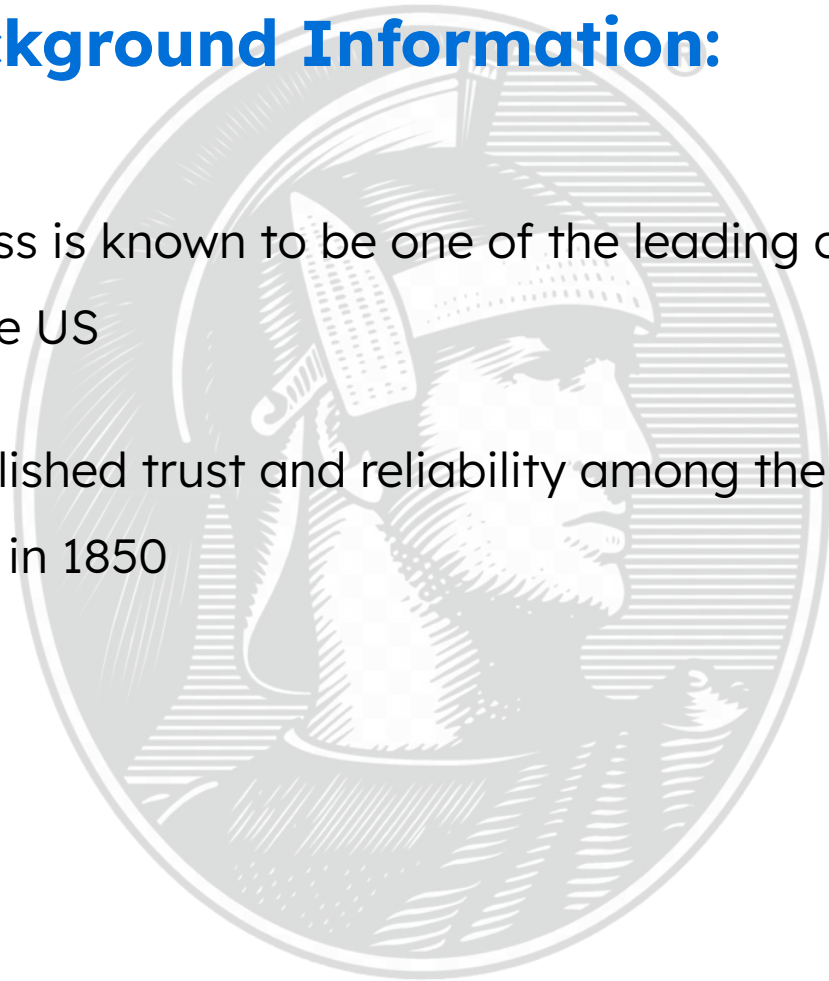 ckground Information:
ss is known to be one of the leading c
e US
lished trust and reliability among the
in 1850